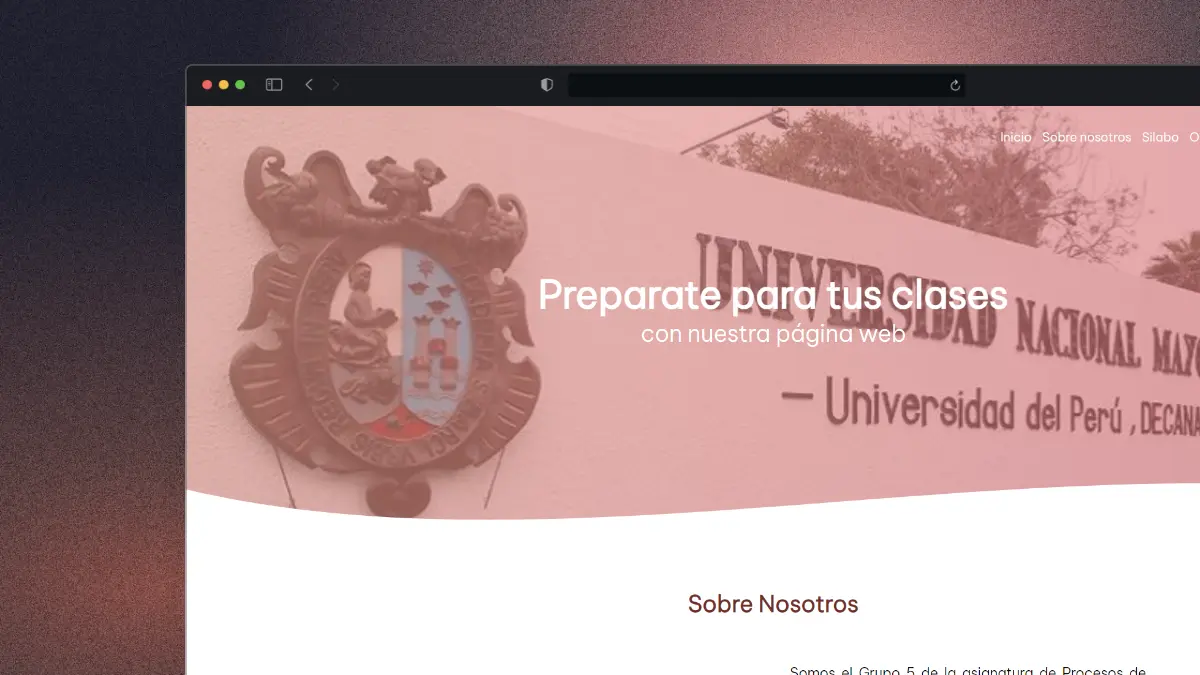 Inicio Sobre nosotros Silabo
UNIVERSIDAD NACIONAL
Preparate para tus clases
con nuestra página web
— Universidad del Perú , DECANA
Sobre Nosotros
Somos el Grupo 5 de la asignatura de Procesos de